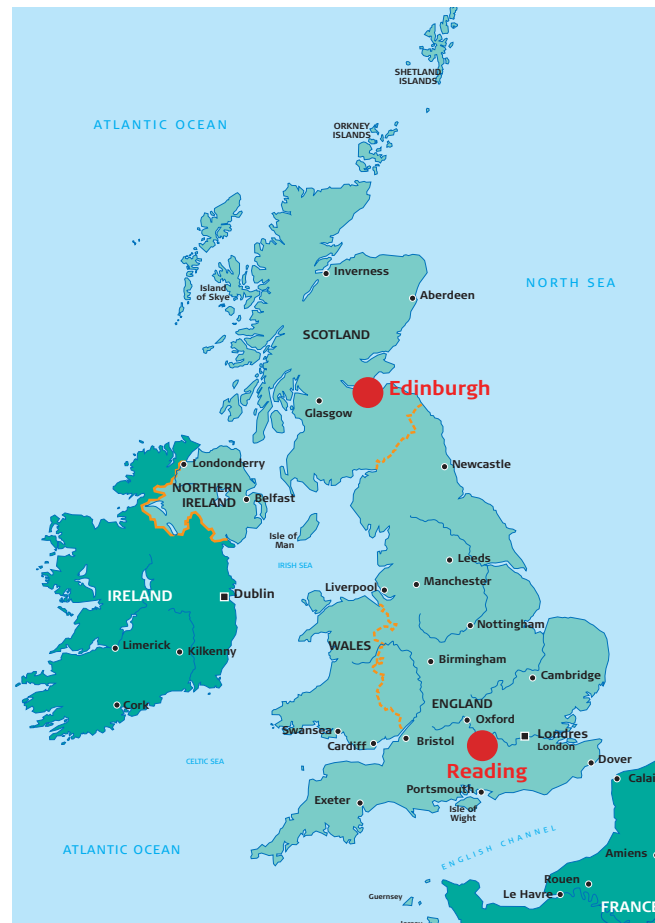 SHETLAND
ISLANDS
ATLANTIC OCEAN
ORKNEY
ISLANDS
Inverness
NORTH SEA
Island
of Skye
Aberdeen
SCOTLAND
Edinburgh
Glasgow
Londonderry
Newcastle
NORTHERN
IRELAND
Belfast
Isle of
Man
IRISH SEA
Leeds
Manchester
Liverpool
IRELAND
Dublin
Nottingham
WALES
Limerick
Kilkenny
Birmingham
Cambridge
ENGLAND
Cork
Oxford
Swansea
Cardiff
Bristol
Londres
London
CELTIC SEA
Reading
Dover
Calai
Portsmouth
Exeter
Isle of
Wight
ENGLISH CHANNEL
ATLANTIC OCEAN
Amiens
Rouen
Le Havre
Guernsey
FRANCE